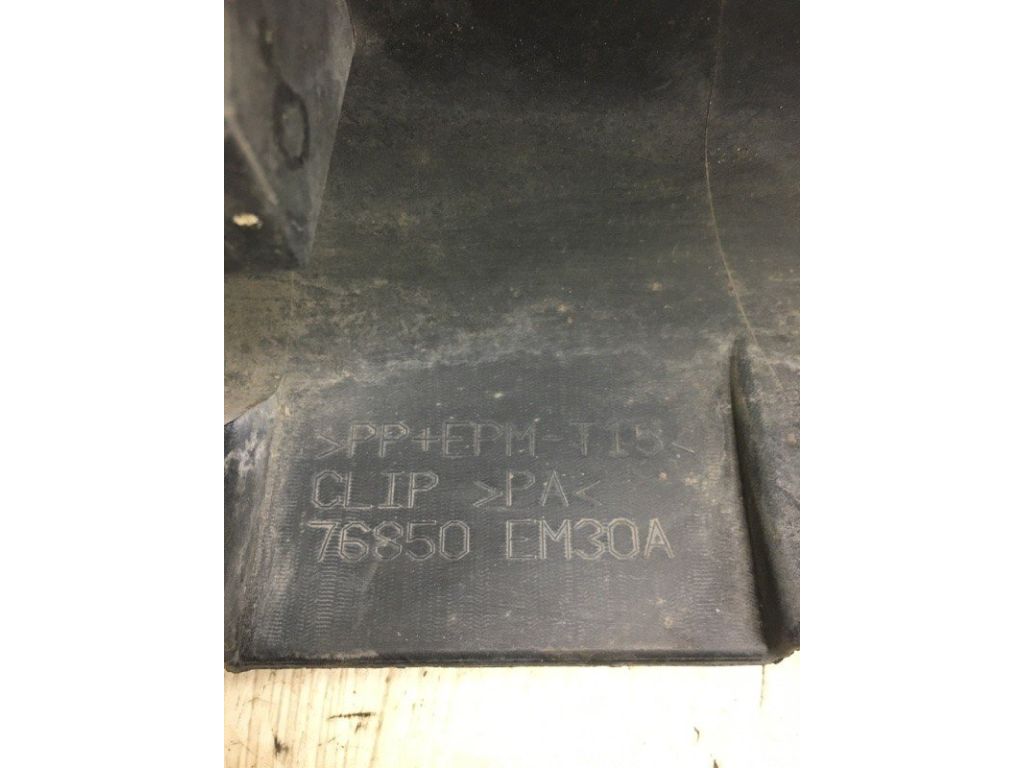 >PP+EPM-T15<
CLIP >PA<
76850 EM30A